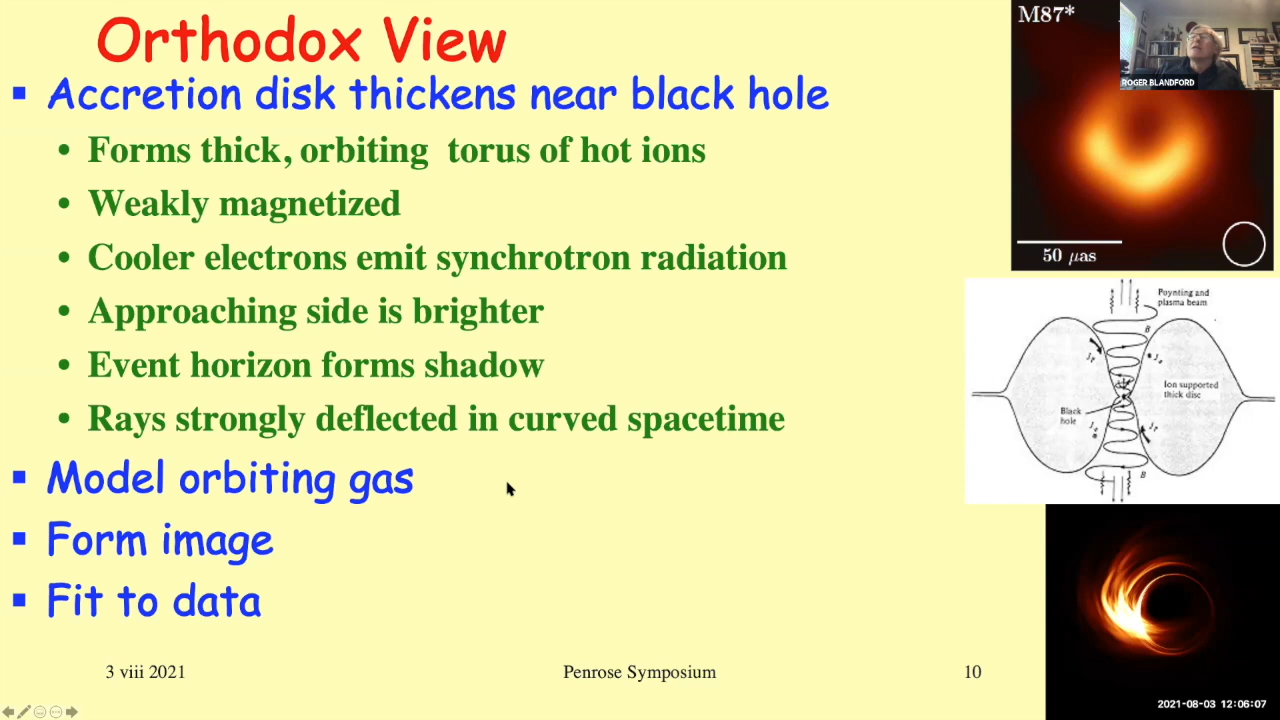 Orthodox View
▪ Accretion disk thickens near black hole
• Forms thick, orbiting torus of hot ions
• Weakly magnetized
• Cooler electrons emit synchrotron radiation
• Approaching side is brighter
• Event horizon forms shadow
• Rays strongly deflected in curved spacetime
▪ Model orbiting gas
▪ Form image
▪ Fit to data
3 viii 2021
Penrose Symposium
10
M87*
ROGER BLANDFORD
50 μas
Poynting and
plasma beam
B
Ion supported
thick disc
Black
hole
B
2021-08-03 12:06:07